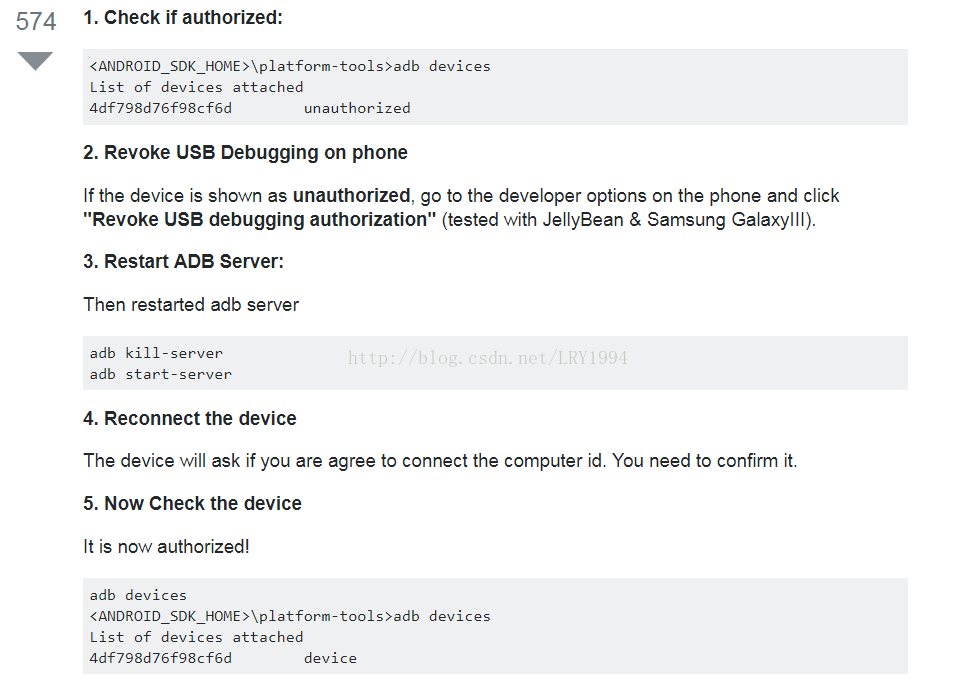 574
1. Check if authorized:
<ANDROID_SDK_HOME>\platform-tools>adb devices
List of devices attached
4df798d76f98cf6d        unauthorized
2. Revoke USB Debugging on phone
If the device is shown as unauthorized, go to the developer options on the phone and click
"Revoke USB debugging authorization" (tested with JellyBean & Samsung GalaxyIII).
3. Restart ADB Server:
Then restarted adb server
adb kill-server
http://blog.csdn.net/LRY1994
adb start-server
4. Reconnect the device
The device will ask if you are agree to connect the computer id. You need to confirm it.
5. Now Check the device
It is now authorized!
adb devices
<ANDROID_SDK_HOME>\platform-tools>adb devices
List of devices attached
4df798d76f98cf6d        device